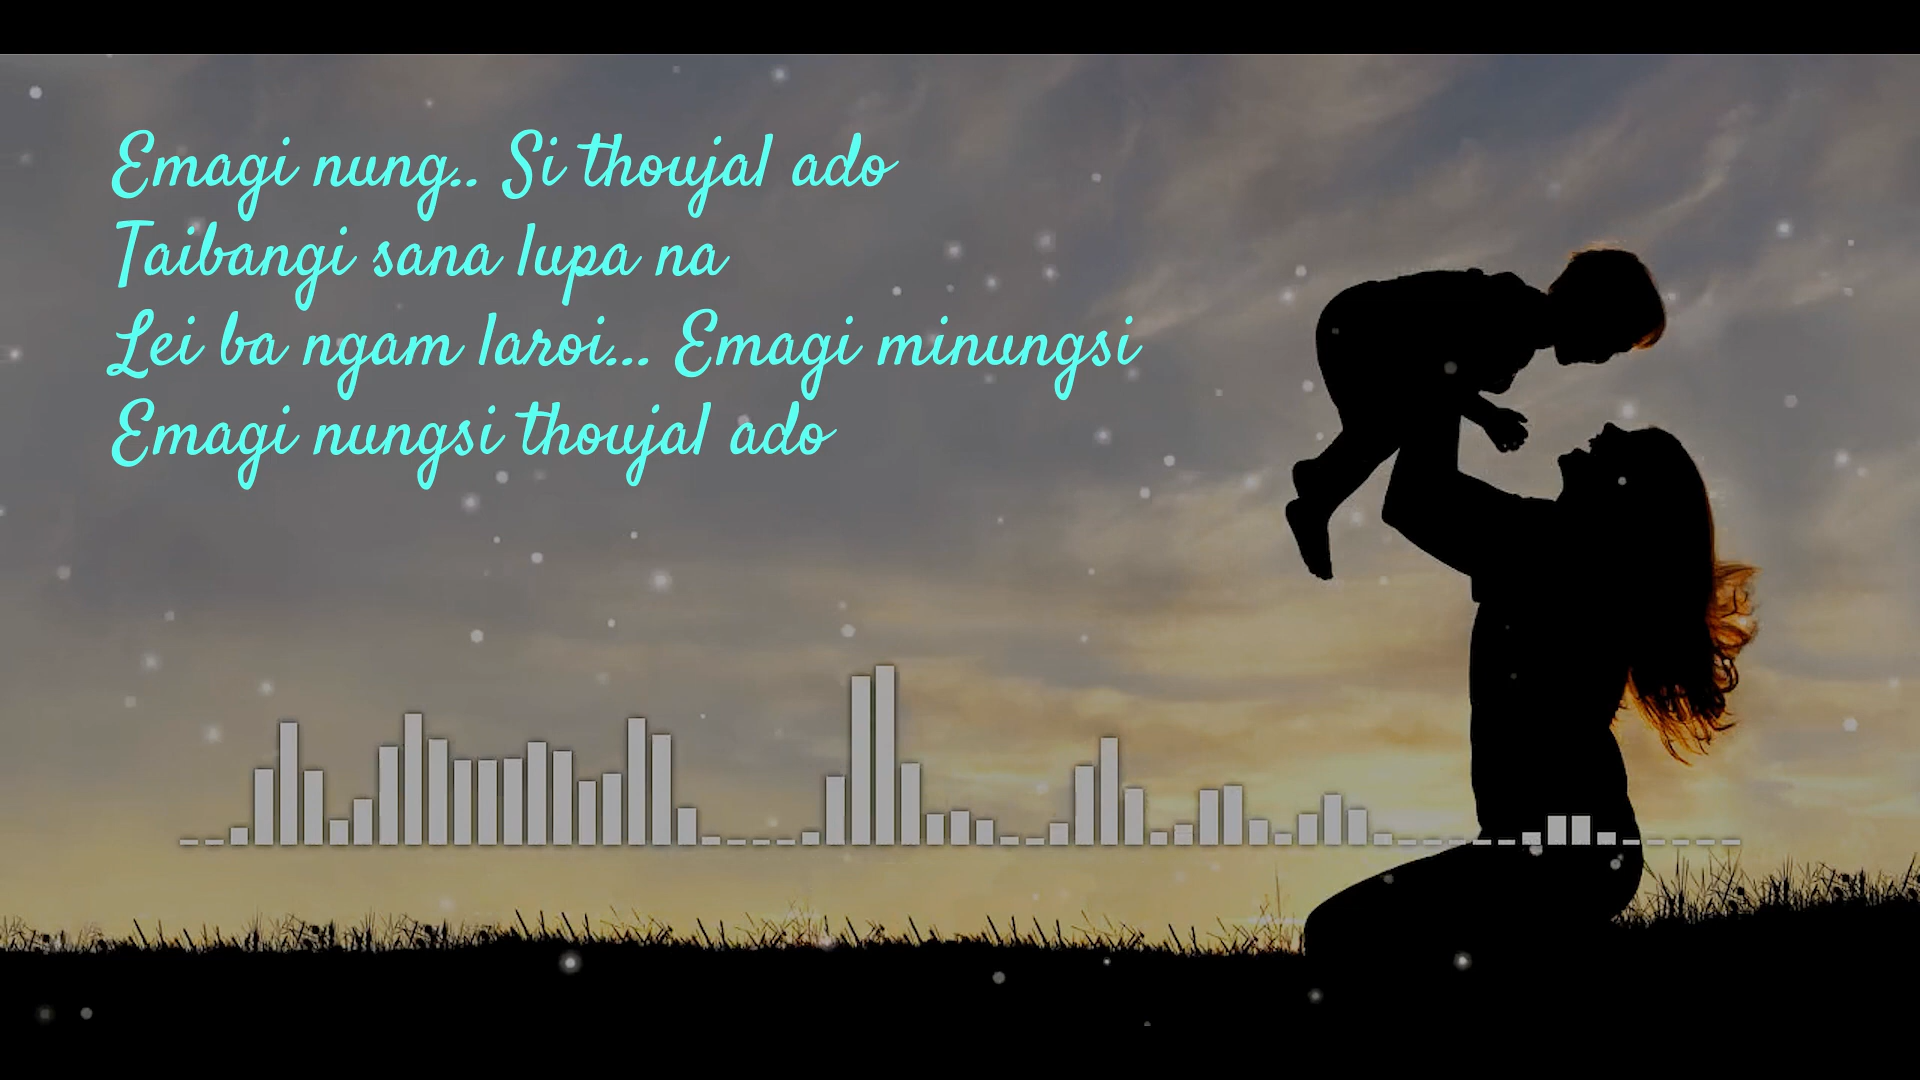 Emagi nung.. Si thoujal ado
Taibangi sana lupa na
Lei ba ngam laroi... Emagi minungsi
Emagi nungsi thoujal ado